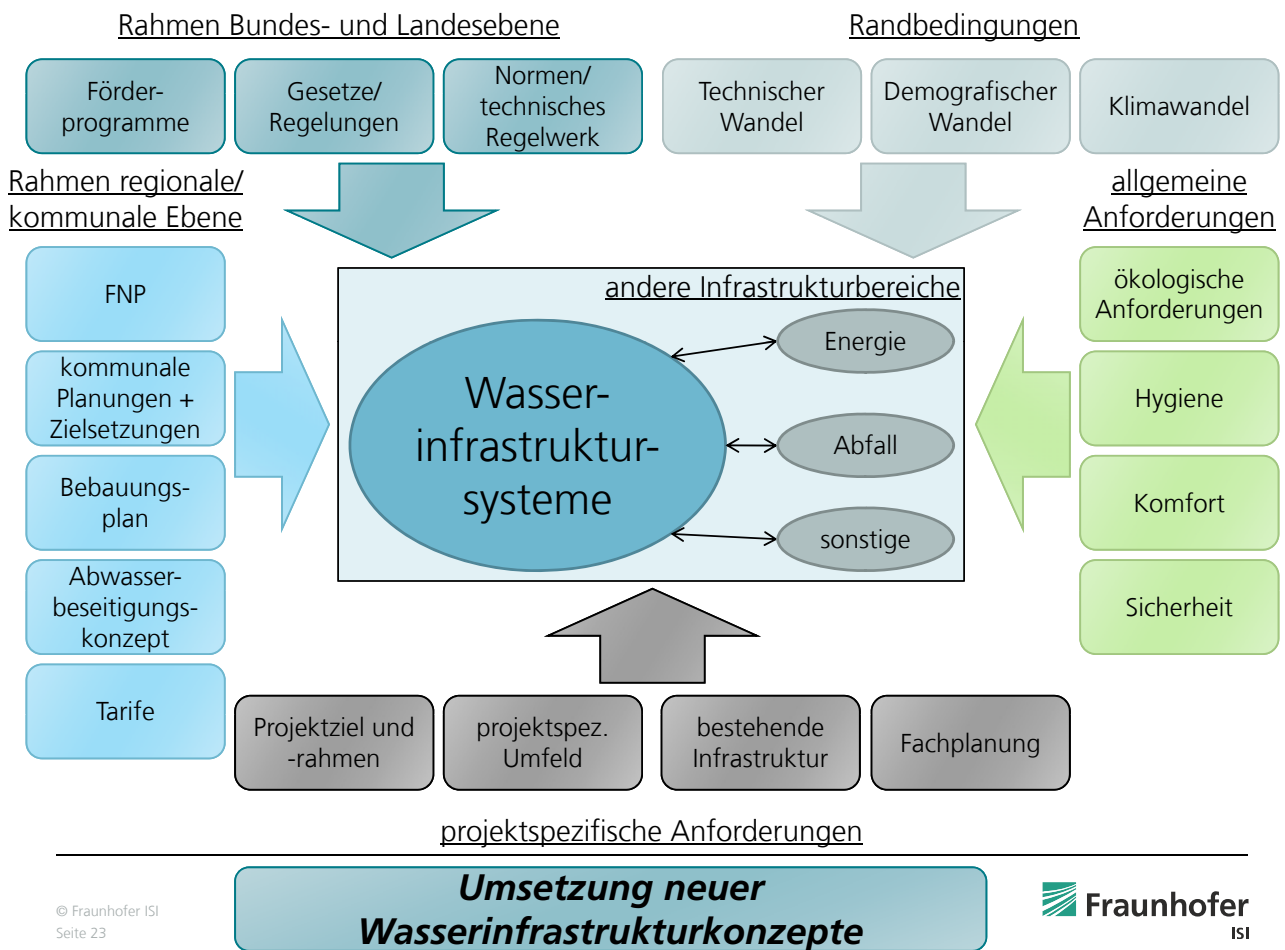 Rahmen Bundes- und Landesebene
Randbedingungen
Förder-
programme
Gesetze/
Regelungen
Normen/
technisches
Regelwerk
Technischer
Wandel
Demografischer
Wandel
Klimawandel
Rahmen regionale/
kommunale Ebene
allgemeine
Anforderungen
FNP
kommunale
Planungen +
Zielsetzungen
Bebauungs-
plan
Abwasser-
beseitigungs-
konzept
Tarife
andere Infrastrukturbereiche
Wasser-
infrastruktur-
systeme
Energie
Abfall
sonstige
ökologische
Anforderungen
Hygiene
Komfort
Sicherheit
Projektziel und
-rahmen
projektspez.
Umfeld
bestehende
Infrastruktur
Fachplanung
projektspezifische Anforderungen
Umsetzung neuer
Wasserinfrastrukturkonzepte
© Fraunhofer ISI
Seite 23
Fraunhofer
ISI